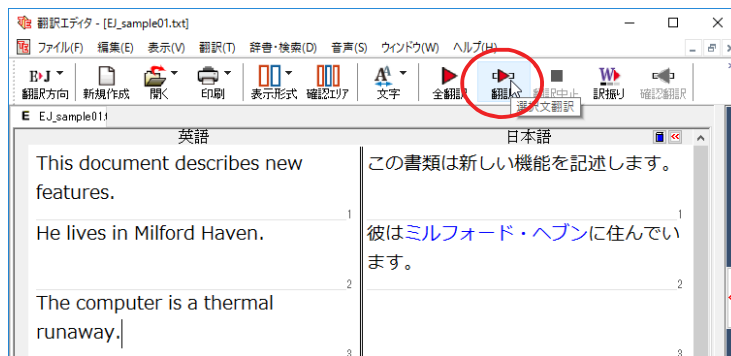 翻訳エディタ - [EJ_sample01.txt]
ファイル(F) 編集(E) 表示(V) 翻訳(T) 辞書・検索(D) 音声(S) ウィンドウ(W) ヘルプ(H)
E▸J
翻訳方向 新規作成 開く 印刷 表示形式 確認エリア 文字 全翻訳 翻訳 翻訳中止 訳振り 確認翻訳
選択文翻訳
E EJ_sample01.t
英語 日本語
This document describes new
features.
1
この書類は新しい機能を記述します。
1
He lives in Milford Haven.
2
彼はミルフォード・ヘブンに住んでい
ます。
2
The computer is a thermal
runaway.
3
3